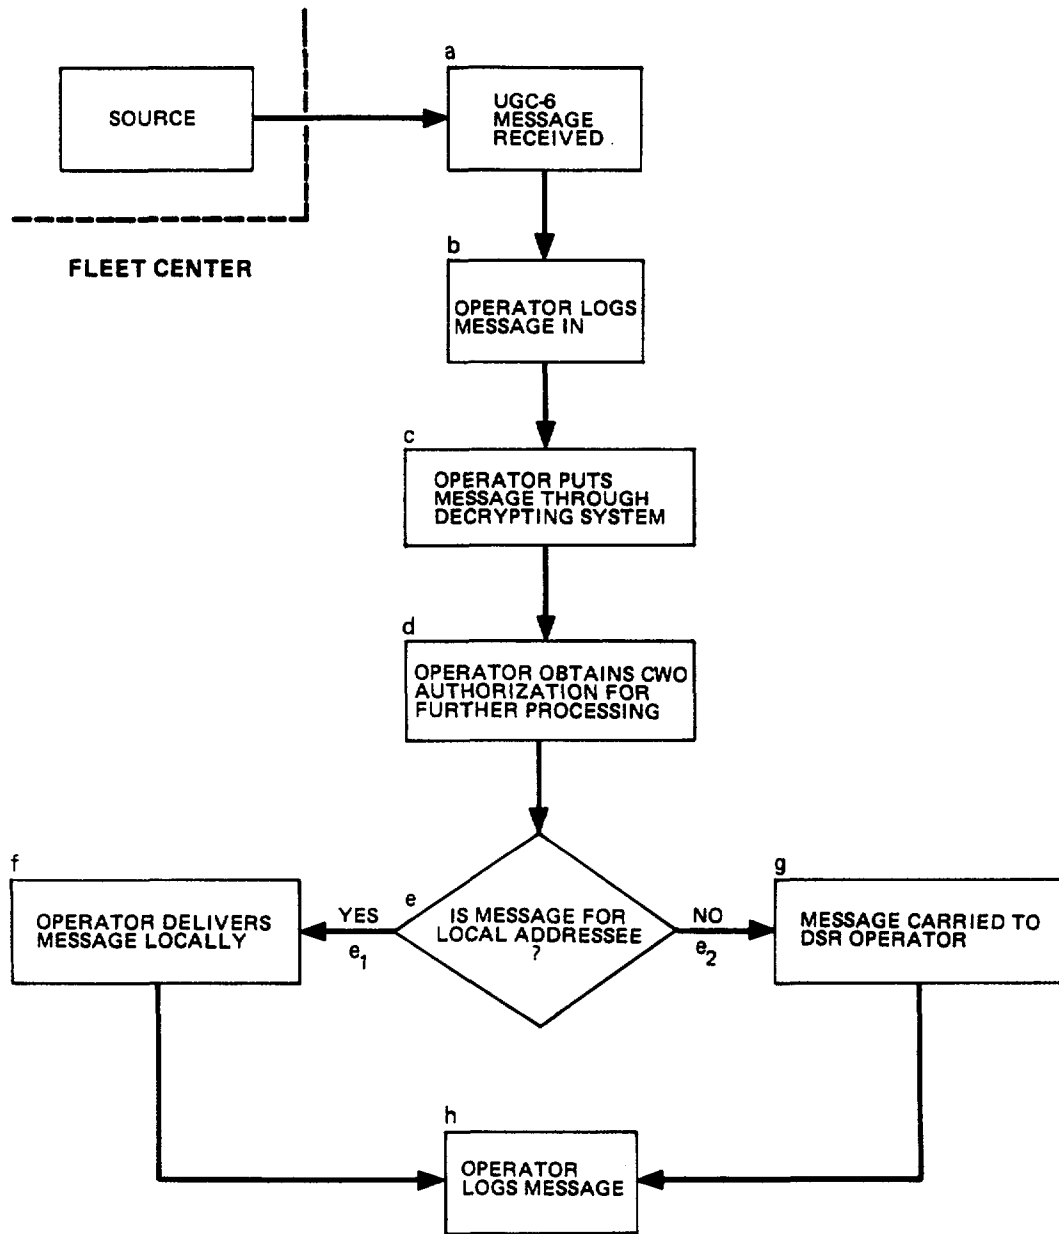 a
SOURCE
UGC-6
MESSAGE
RECEIVED
FLEET CENTER
b
OPERATOR LOGS
MESSAGE IN
c
OPERATOR PUTS
MESSAGE THROUGH
DECRYPTING SYSTEM
d
OPERATOR OBTAINS CWO
AUTHORIZATION FOR
FURTHER PROCESSING
f
OPERATOR DELIVERS
MESSAGE LOCALLY
YES
e1
e
IS MESSAGE FOR
LOCAL ADDRESSEE
?
NO
e2
g
MESSAGE CARRIED TO
DSR OPERATOR
h
OPERATOR
LOGS MESSAGE